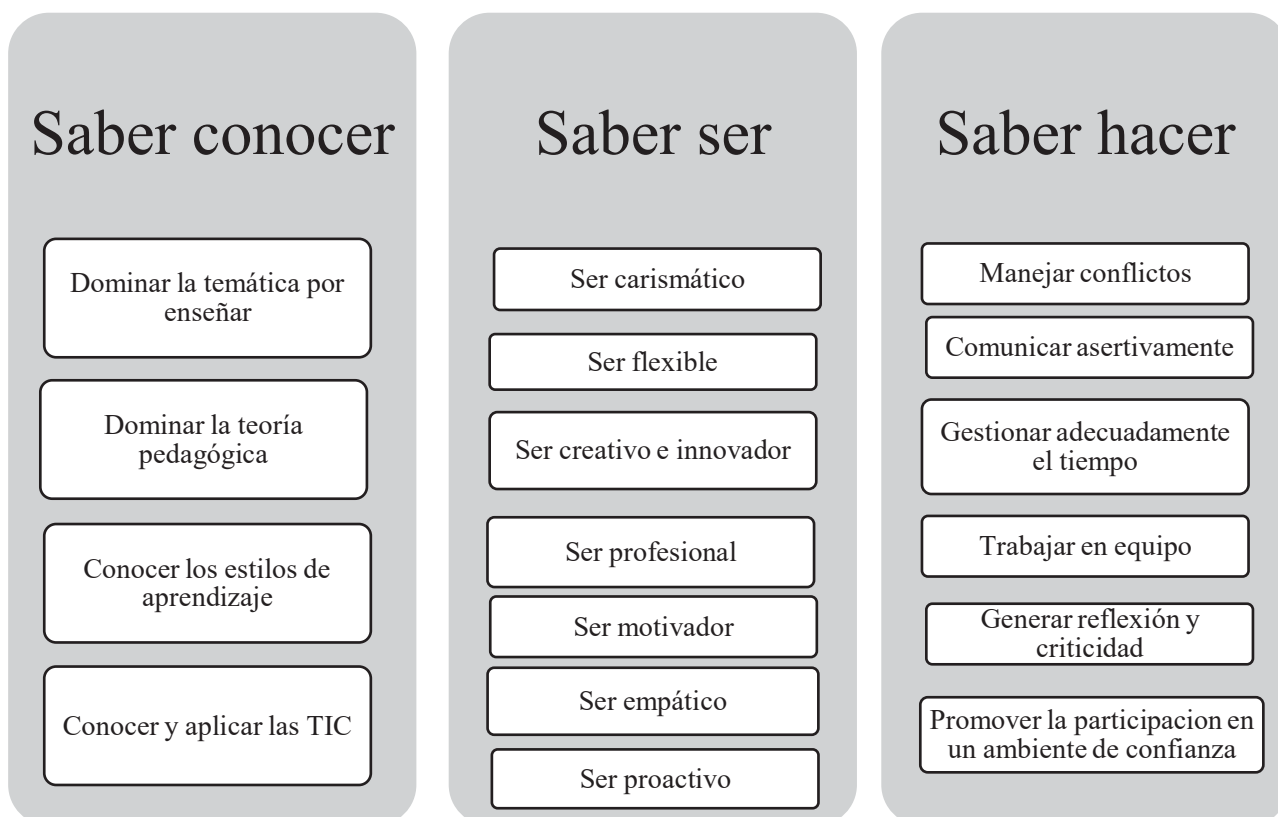 Saber conocer
Dominar la temática por
enseñar
Dominar la teoría
pedagógica
Conocer los estilos de
aprendizaje
Conocer y aplicar las TIC
Saber ser
Ser carismático
Ser flexible
Ser creativo e innovador
Ser profesional
Ser motivador
Ser empático
Ser proactivo
Saber hacer
Manejar conflictos
Comunicar asertivamente
Gestionar adecuadamente
el tiempo
Trabajar en equipo
Generar reflexión y
criticidad
Promover la participacion en
un ambiente de confianza